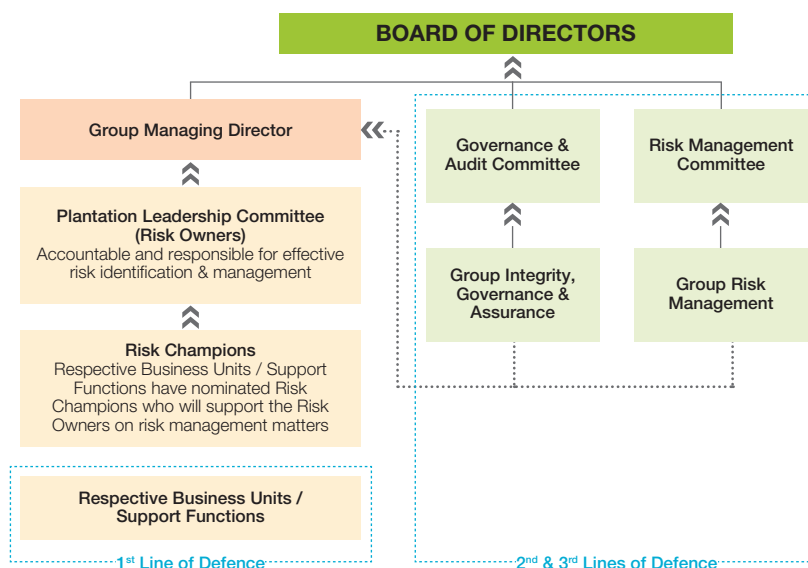 BOARD OF DIRECTORS
Group Managing Director
Plantation Leadership Committee
(Risk Owners)
Accountable and responsible for effective
risk identification & management
Risk Champions
Respective Business Units / Support
Functions have nominated Risk
Champions who will support the Risk
Owners on risk management matters
Respective Business Units /
Support Functions
1st Line of Defence
Governance &
Audit Committee
Risk Management
Committee
Group Integrity,
Governance &
Assurance
Group Risk
Management
2nd & 3rd Lines of Defence